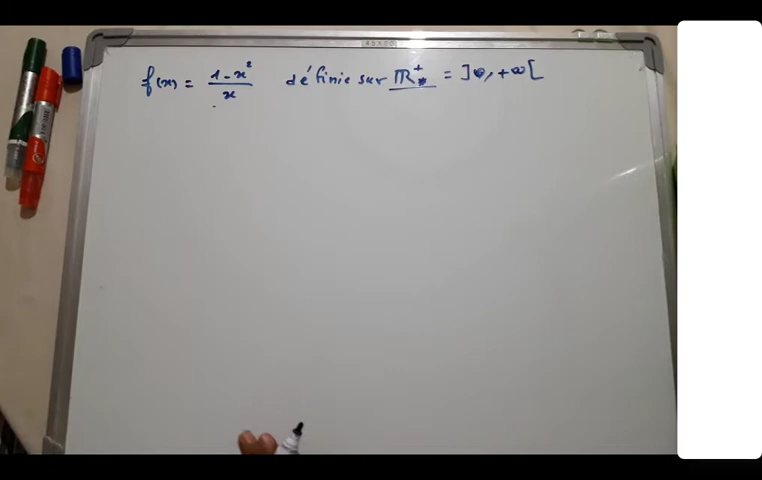 f(x) = 1-x² / x définie sur ℝ⁺* = ]0, +∞[